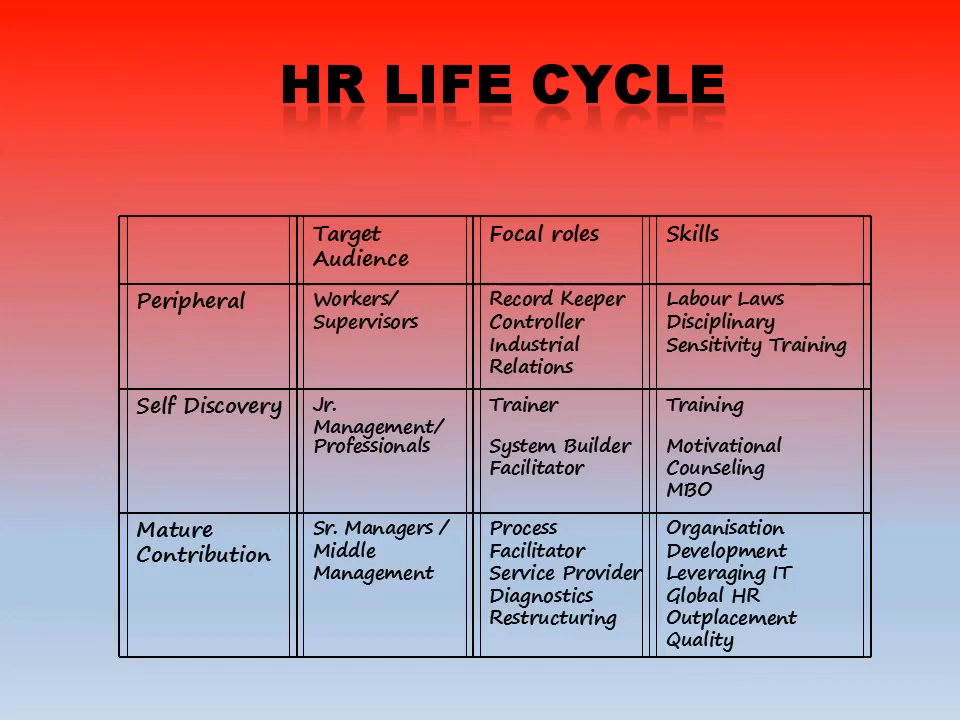 HR LIFE CYCLE
Target
Audience
Focal roles
Skills
Peripheral
Workers/
Supervisors
Record Keeper
Controller
Industrial
Relations
Labour Laws
Disciplinary
Sensitivity Training
Self Discovery
Jr.
Management/
Professionals
Trainer
System Builder
Facilitator
Training
Motivational
Counseling
MBO
Mature
Contribution
Sr. Managers /
Middle
Management
Process
Facilitator
Service Provider
Diagnostics
Restructuring
Organisation
Development
Leveraging IT
Global HR
Outplacement
Quality